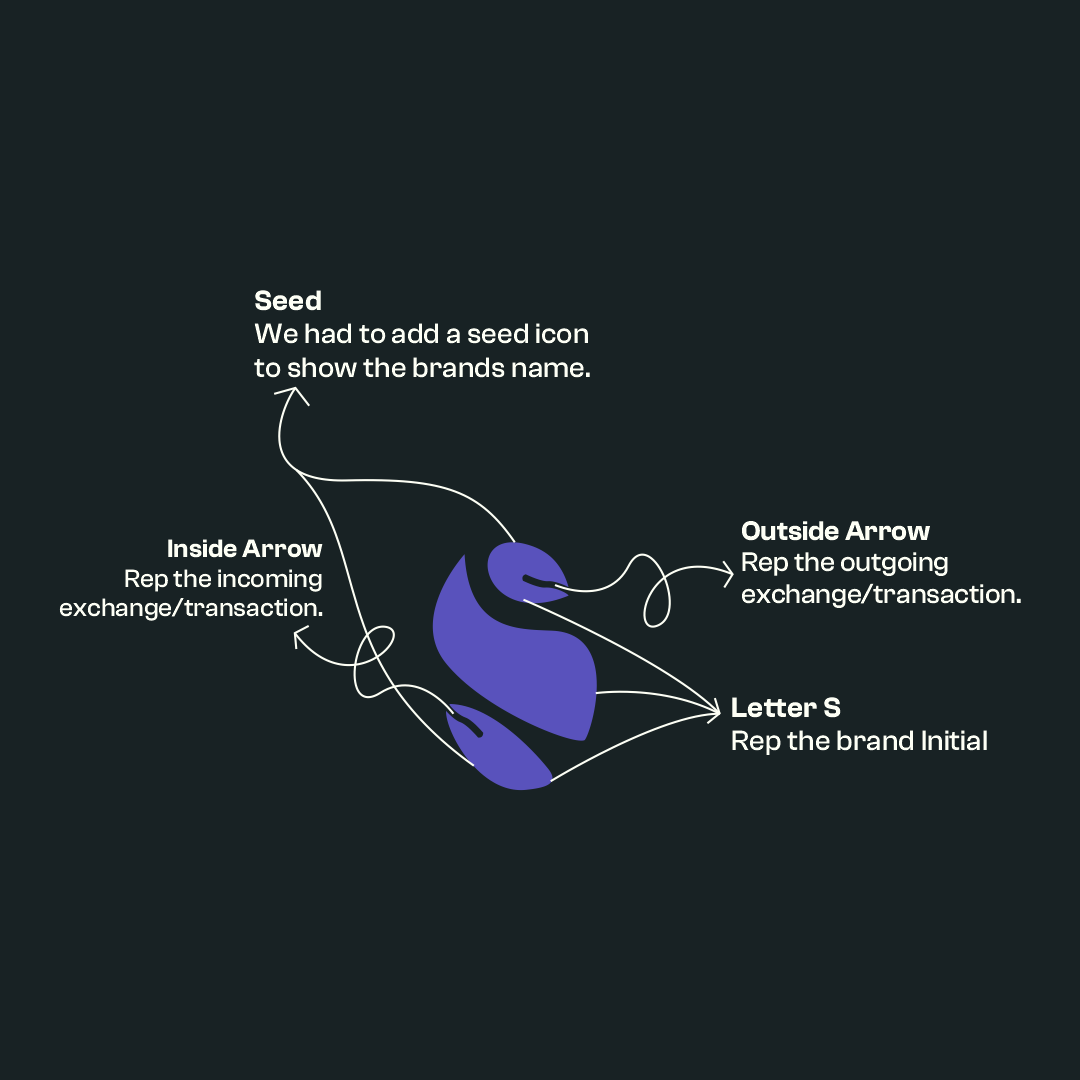 Seed
We had to add a seed icon
to show the brands name.
Inside Arrow
Rep the incoming
exchange/transaction.
Outside Arrow
Rep the outgoing
exchange/transaction.
Letter S
Rep the brand Initial